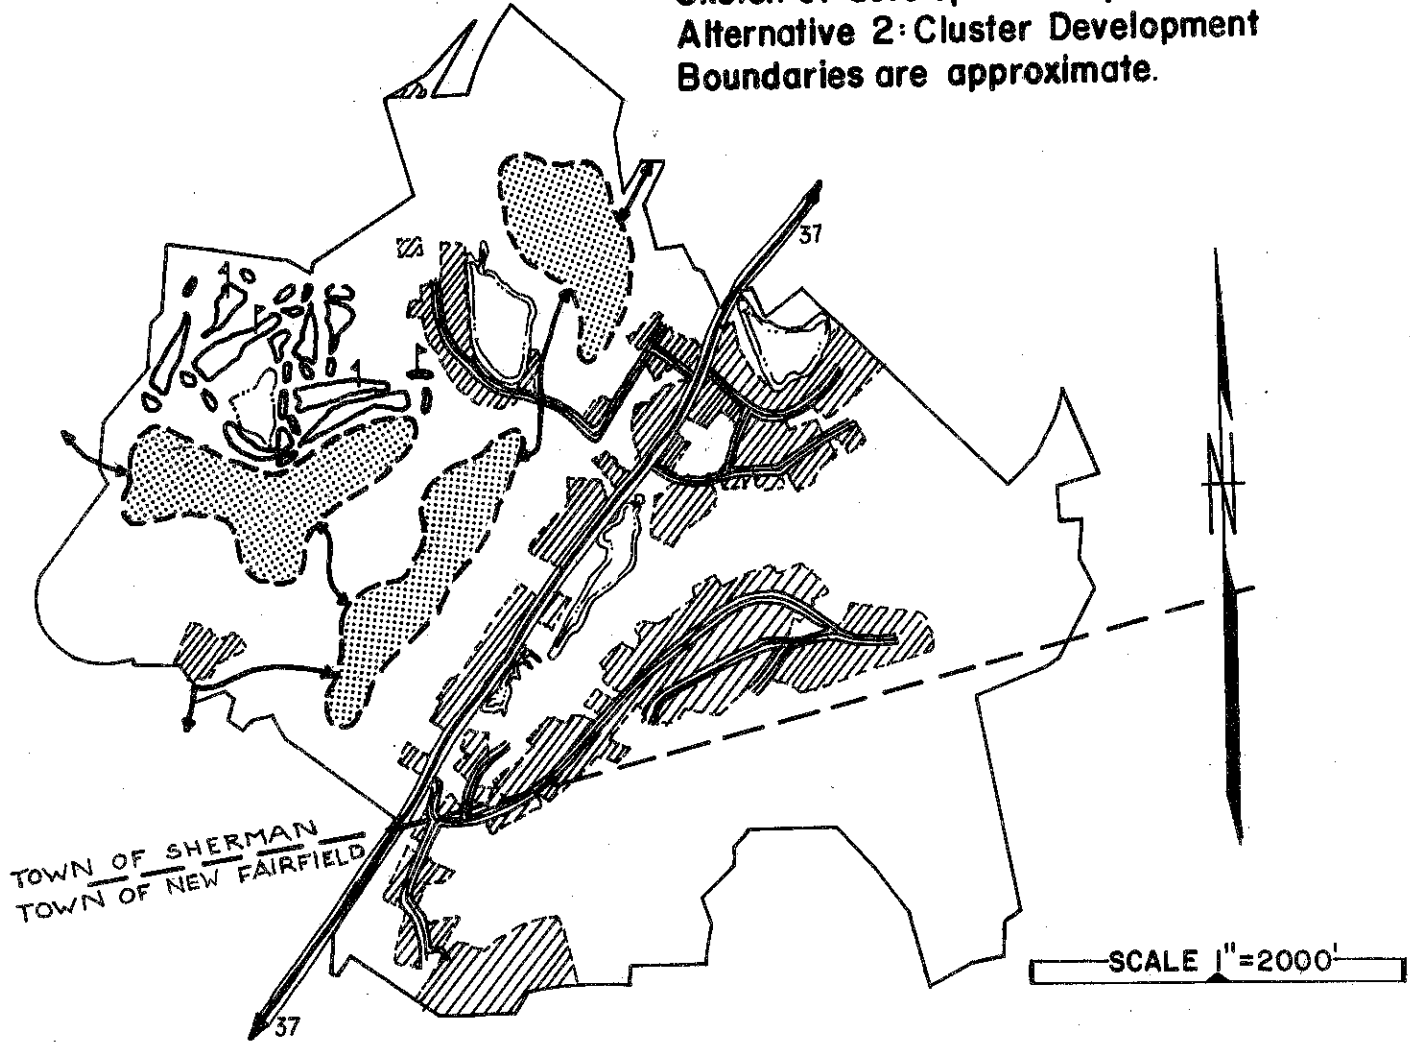 Alternative 2: Cluster Development
Boundaries are approximate.
37
N
TOWN OF SHERMAN
TOWN OF NEW FAIRFIELD
SCALE 1"=2000'
37